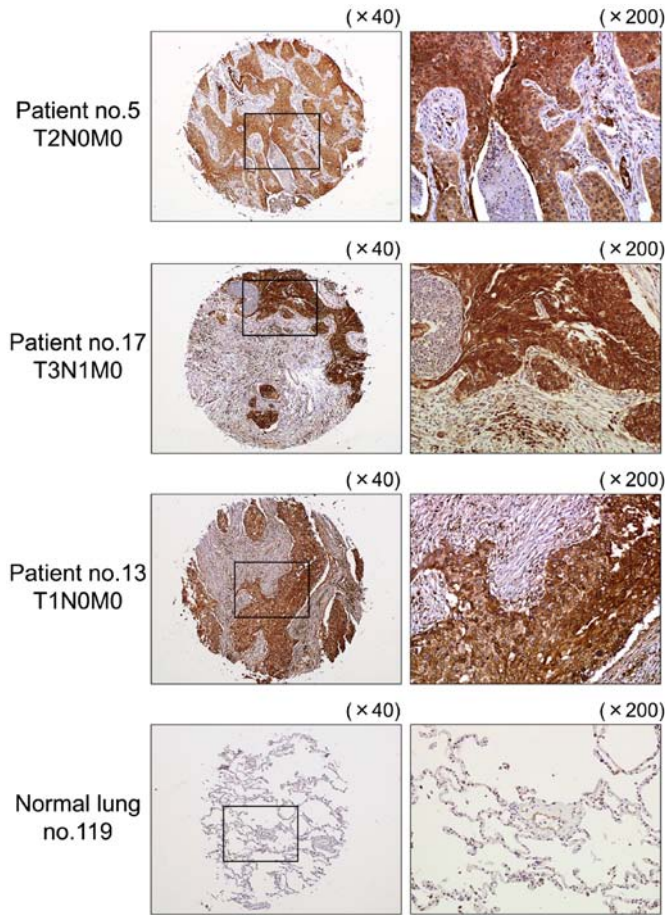 (×40) (×200)
Patient no.5
T2N0M0
(×40) (×200)
Patient no.17
T3N1M0
(×40) (×200)
Patient no.13
T1N0M0
(×40) (×200)
Normal lung
no.119